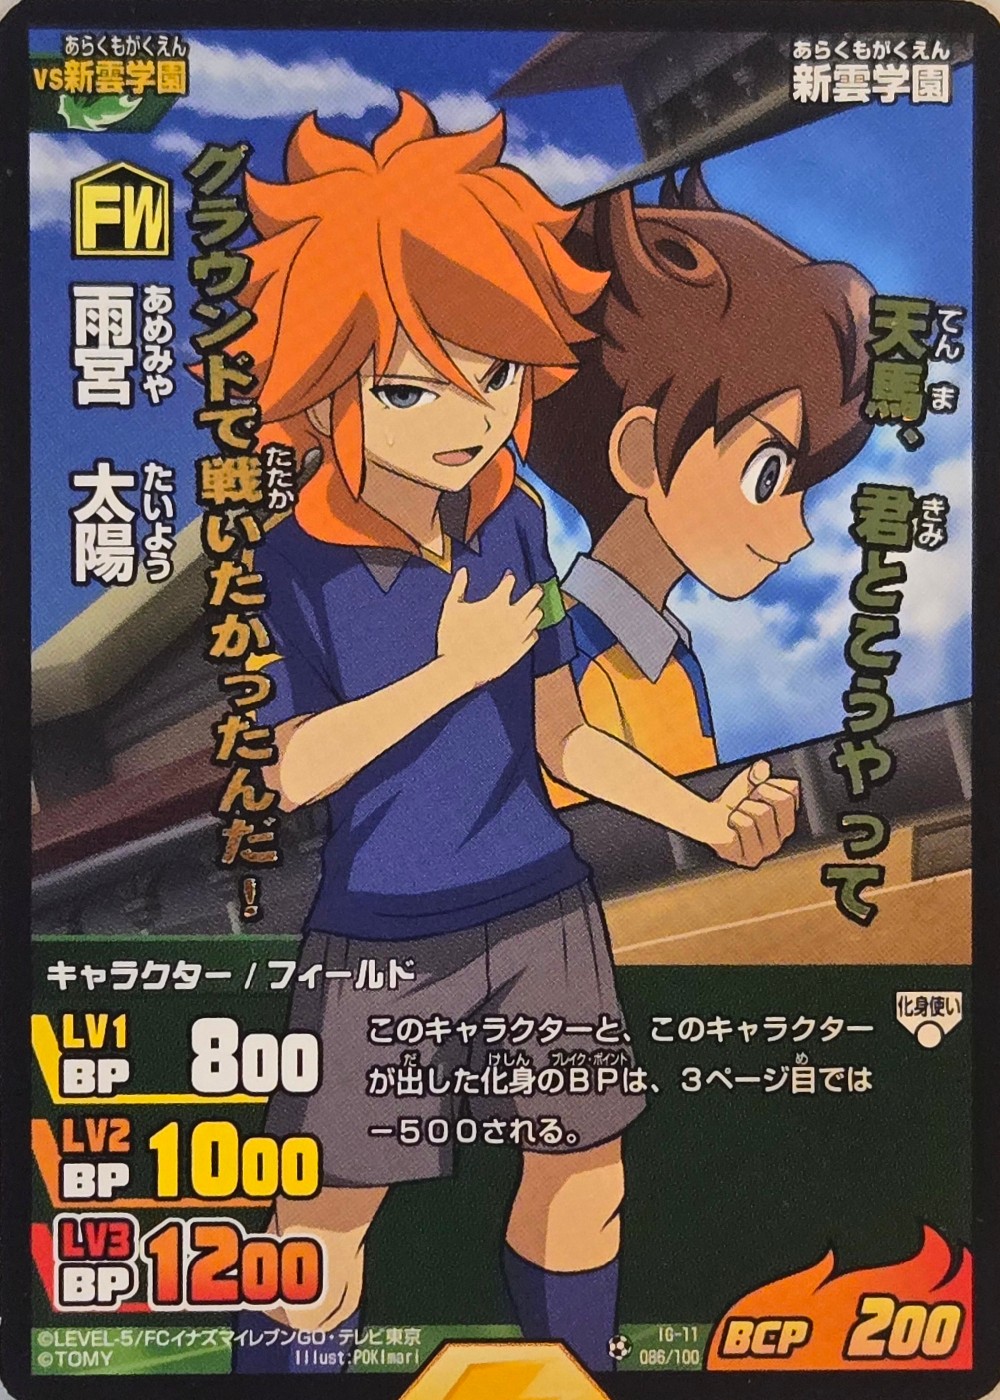 あらくもがくえん
VS新雲学園
あらくもがくえん
新雲学園
FW
雨宮 太陽
あめみや たいよう
天馬、君とこうやって
てんま きみ
グラウンドで戦いたかったんだ!
たたか
キャラクター / フィールド
LV1
BP 800
LV2
BP 1000
LV3
BP 1200
化身使い
このキャラクターと、このキャラクター
だ けしん ブレイク・ポイント め
が出した化身のBPは、3ページ目では
−500される。
©LEVEL-5/FCイナズマイレブンGO・テレビ東京
©TOMY
Illust:POKImari
IG-11
086/100
BCP 200